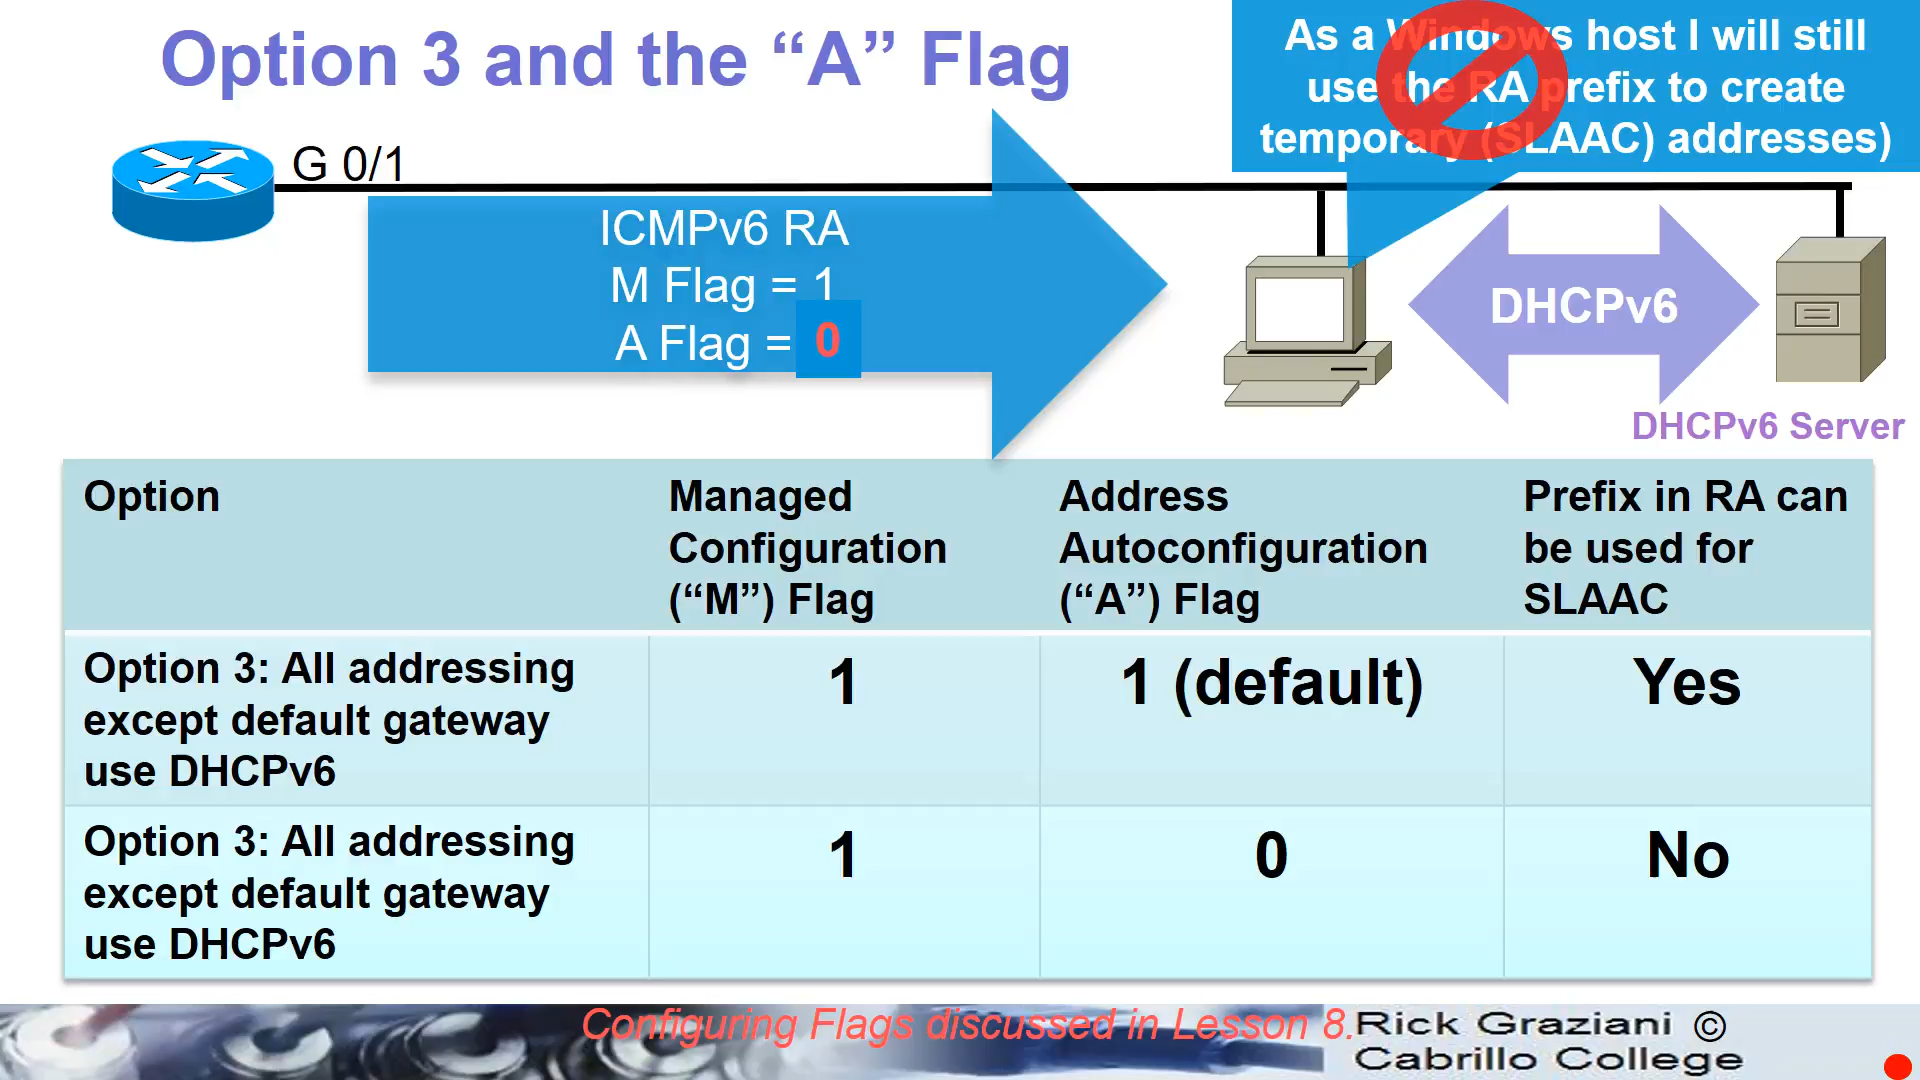 Option 3 and the “A” Flag
As a Windows host I will still
use the RA prefix to create
temporary (SLAAC) addresses)
G 0/1
ICMPv6 RA
M Flag = 1
A Flag = 0
DHCPv6
DHCPv6 Server
Option
Managed
Configuration
(“M”) Flag
Address
Autoconfiguration
(“A”) Flag
Prefix in RA can
be used for
SLAAC
Option 3: All addressing
except default gateway
use DHCPv6
1
1 (default)
Yes
Option 3: All addressing
except default gateway
use DHCPv6
1
0
No
Configuring Flags discussed in Lesson 8.
Rick Graziani ©
Cabrillo College